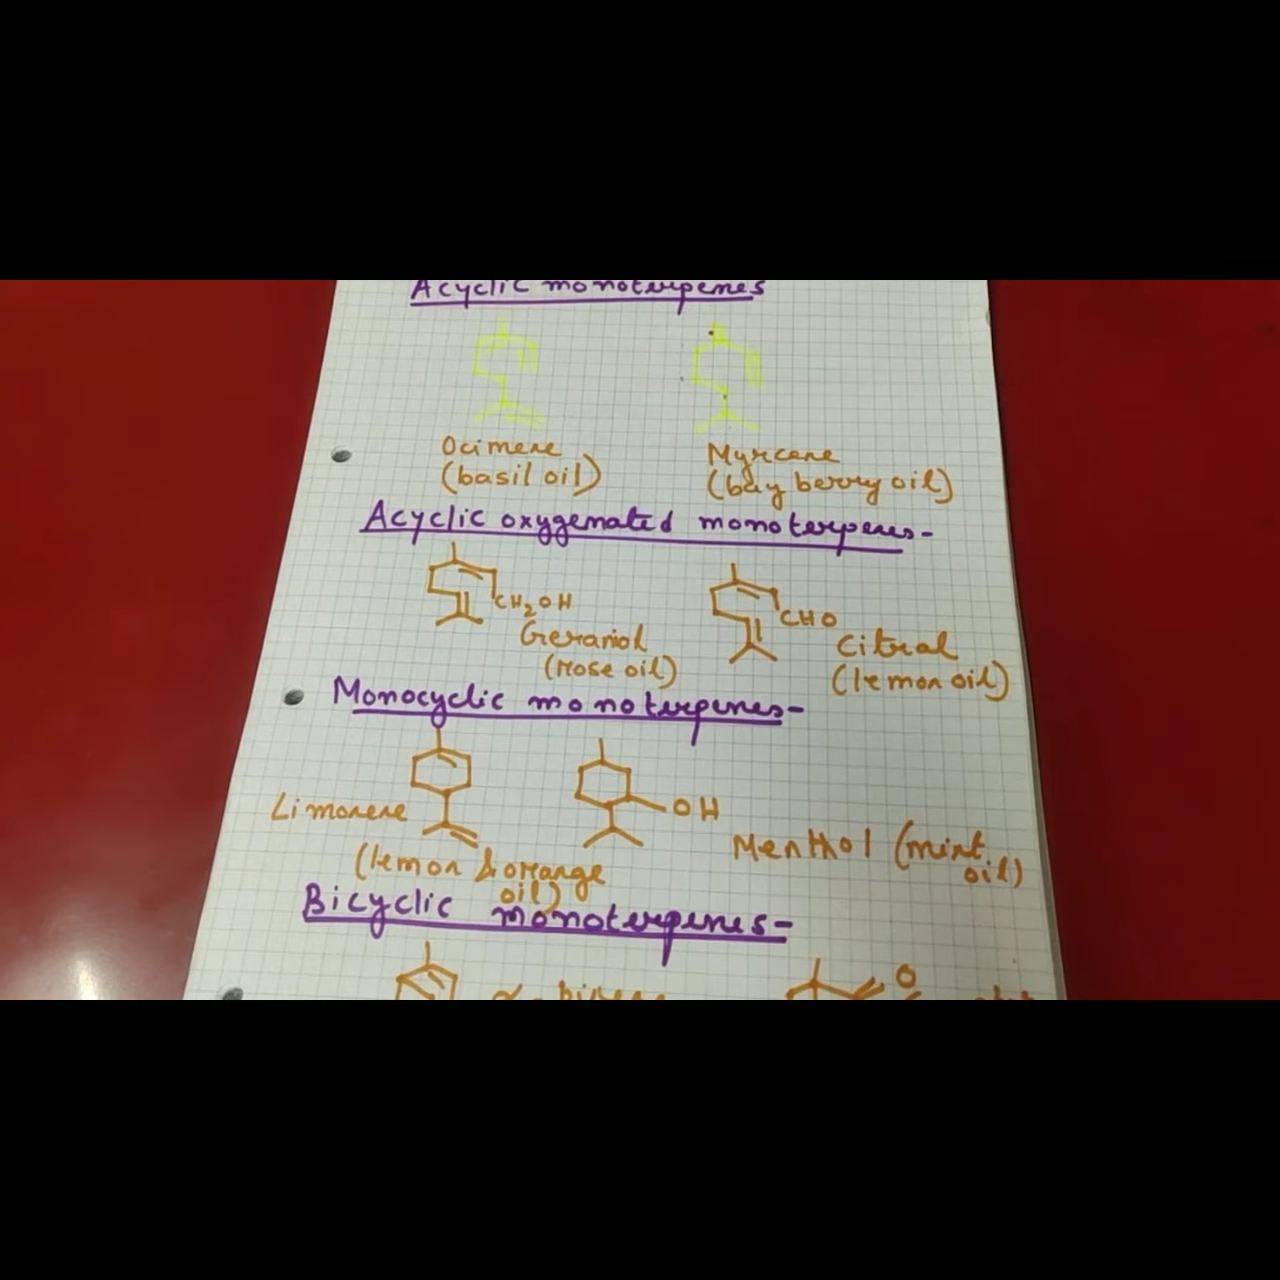 Acyclic monoterpenes
Ocimene
(basil oil)
Myrcene
(bay berry oil)
Acyclic oxygenated monoterpenes-
CH₂OH
Geraniol
(Rose oil)
CHO
Citral
(lemon oil)
Monocyclic monoterpenes-
Limonene
(lemon & orange
oil)
OH
Menthol (mint
oil)
Bicyclic monoterpenes-
O